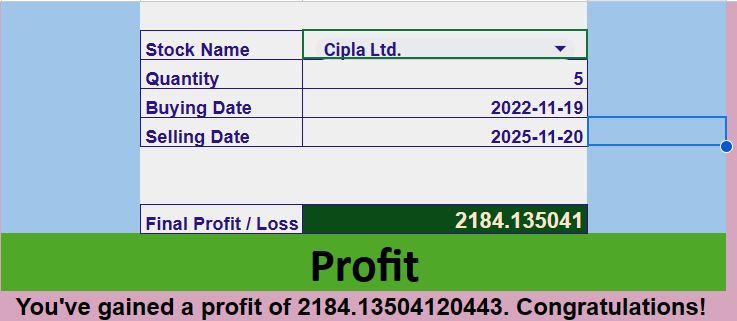 Stock Name Cipla Ltd.
Quantity 5
Buying Date 2022-11-19
Selling Date 2025-11-20
Final Profit / Loss 2184.135041
Profit
You've gained a profit of 2184.13504120443. Congratulations!